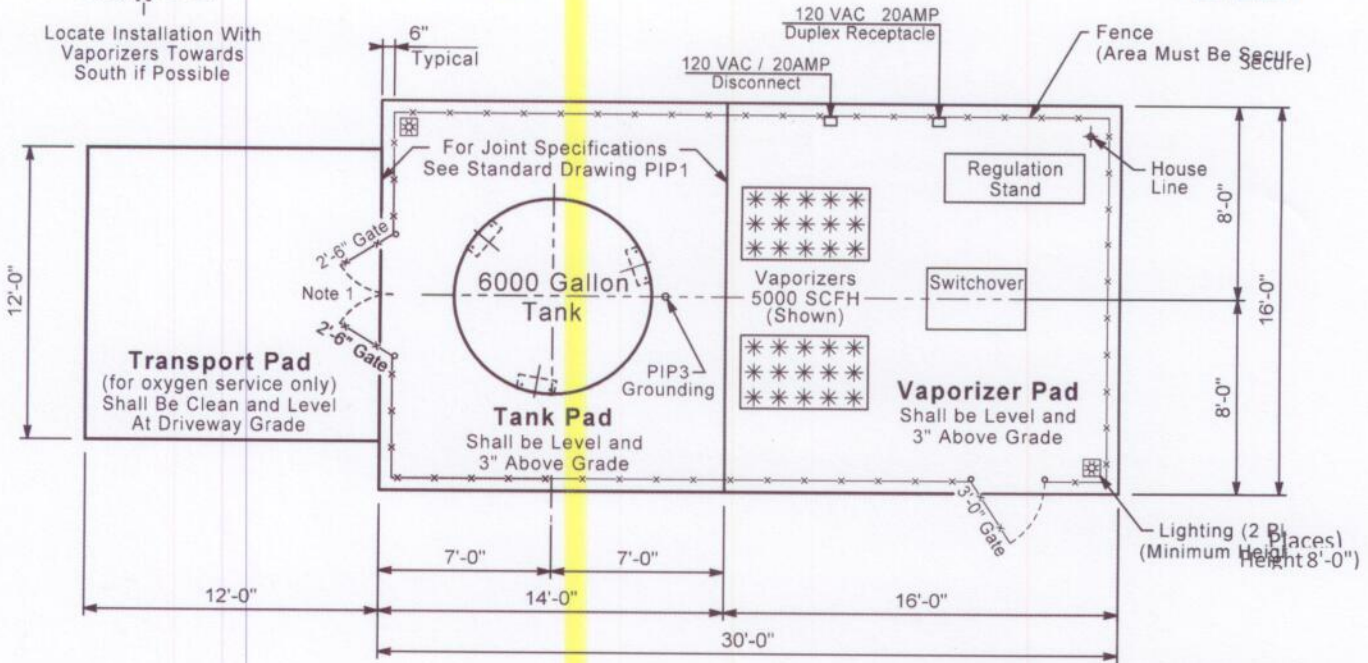 Locate Installation With
Vaporizers Towards
South if Possible
6"
Typical
120 VAC 20AMP
Duplex Receptacle
120 VAC / 20AMP
Disconnect
Fence
(Area Must Be Secure)
For Joint Specifications
See Standard Drawing PIP1
Regulation
Stand
House
Line
8'-0"
16'-0"
8'-0"
12'-0"
2'-6" Gate
Note 1
2'-6" Gate
6000 Gallon
Tank
Vaporizers
5000 SCFH
(Shown)
Switchover
PIP3
Grounding
Transport Pad
(for oxygen service only)
Shall Be Clean and Level
At Driveway Grade
Tank Pad
Shall be Level and
3" Above Grade
Vaporizer Pad
Shall be Level and
3" Above Grade
3'-0" Gate
Lighting (2 Places)
(Minimum Height 8'-0")
7'-0"
7'-0"
12'-0"
14'-0"
16'-0"
30'-0"